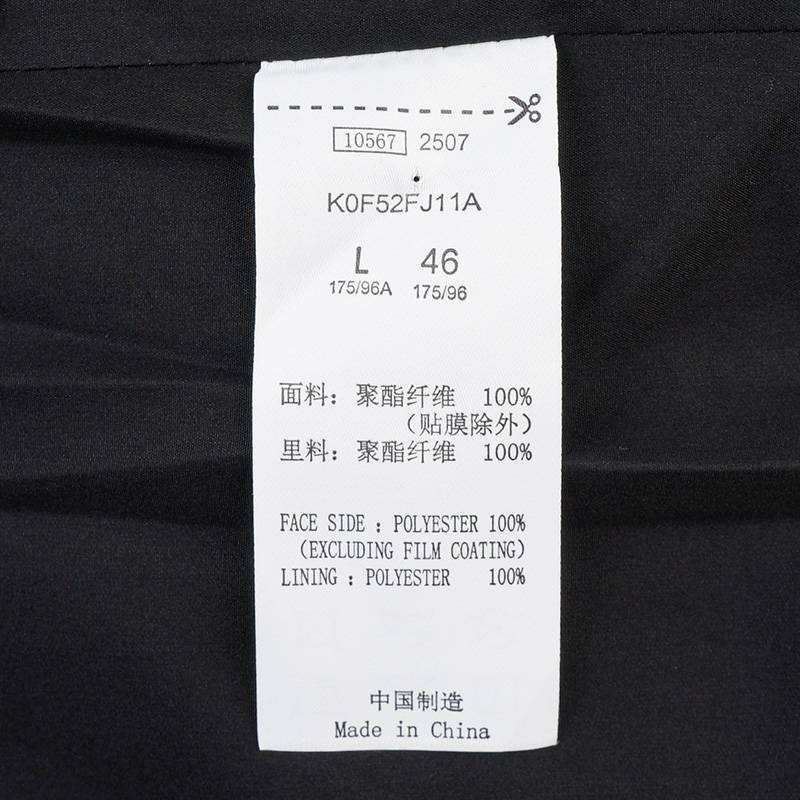 10567 2507
K0F52FJ11A
L 46
175/96A 175/96
面料：聚酯纤维 100%
（贴膜除外）
里料：聚酯纤维 100%
FACE SIDE : POLYESTER 100%
(EXCLUDING FILM COATING)
LINING : POLYESTER 100%
中国制造
Made in China